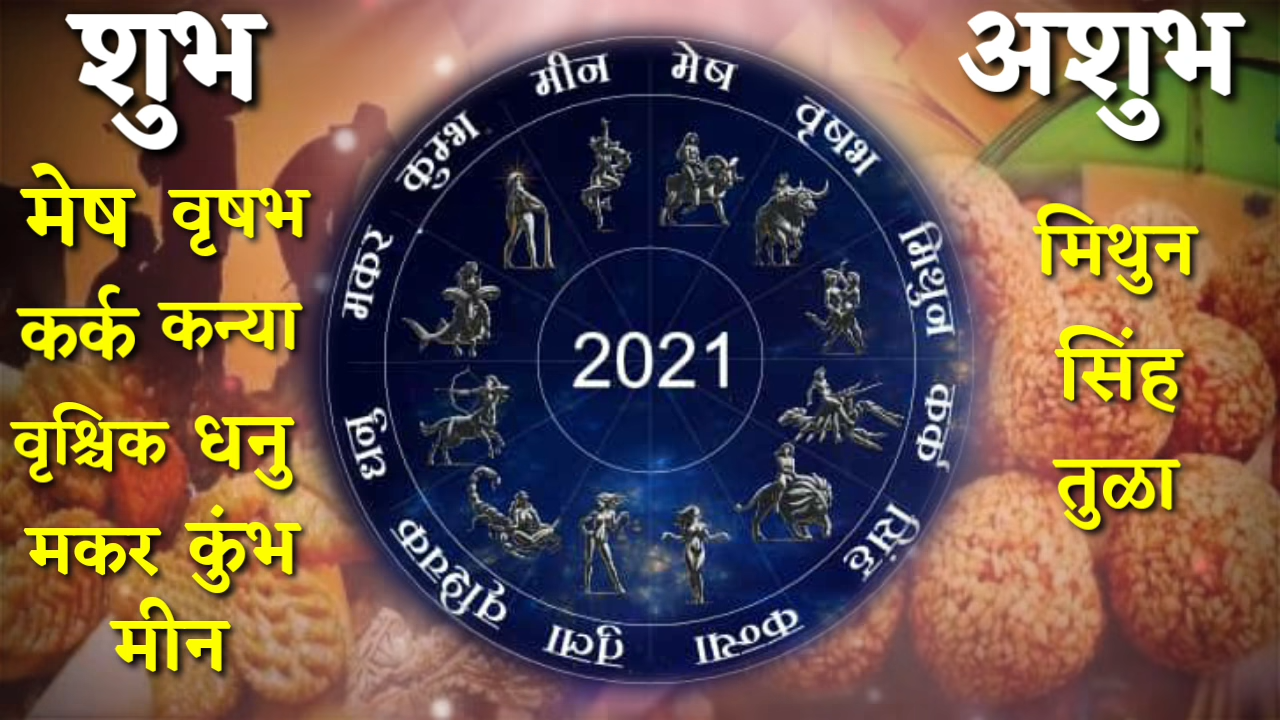 शुभ
मेष वृषभ
कर्क कन्या
वृश्चिक धनु
मकर कुंभ
मीन
मीन
मेष
वृषभ
मिथुन
कर्क
सिंह
कन्या
तुला
वृश्चिक
धनु
मकर
कुम्भ
2021
अशुभ
मिथुन
सिंह
तुळा